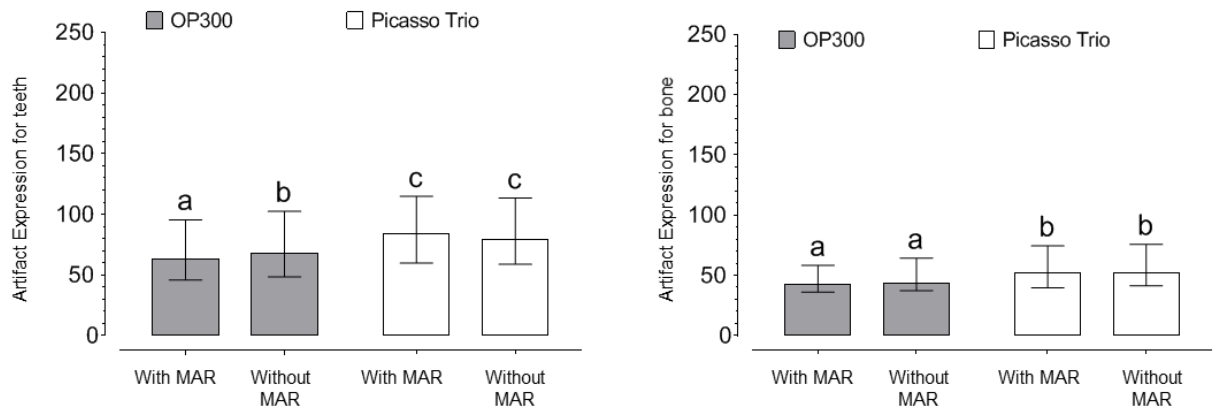 OP300
Picasso Trio
Artifact Expression for teeth
250
200
150
100
50
0
a
b
c
c
With MAR
Without MAR
With MAR
Without MAR
OP300
Picasso Trio
Artifact Expression for bone
250
200
150
100
50
0
a
a
b
b
With MAR
Without
MAR
With MAR
Without
MAR